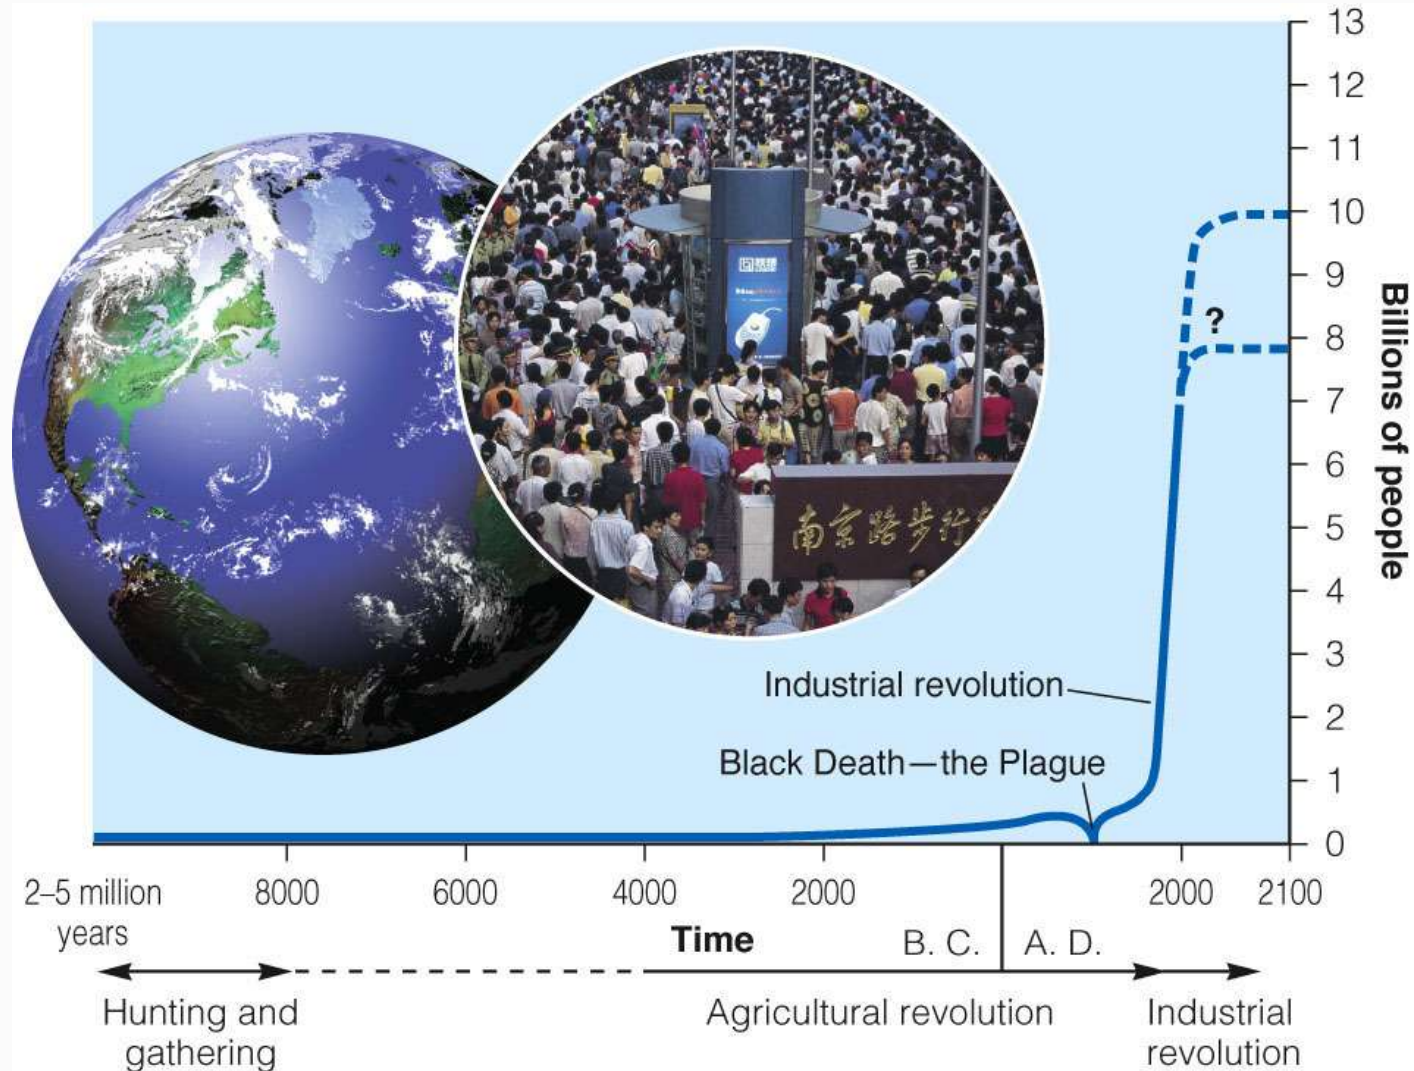 13
12
11
10
9
8
7
6
5
4
3
2
1
0
Billions of people
?
南京路步行
Industrial revolution
Black Death—the Plague
2–5 million
years
8000
6000
4000
2000
2000
2100
Time
B. C.
A. D.
Hunting and
gathering
Agricultural revolution
Industrial
revolution